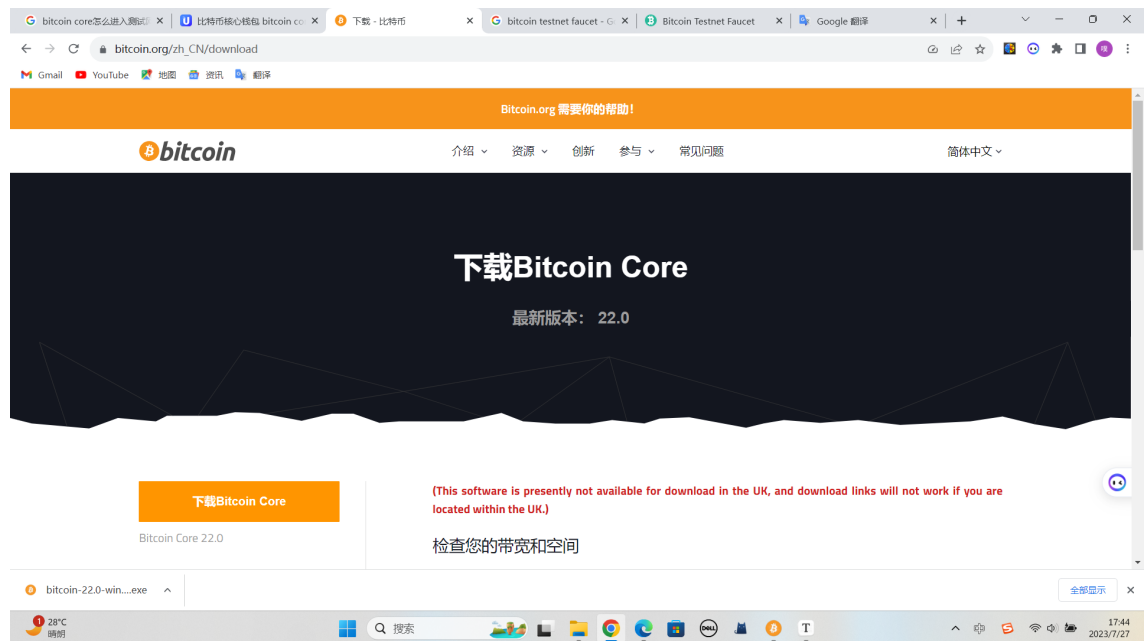 bitcoin core怎么进入测试
比特币核心钱包 bitcoin co
下载 - 比特币
bitcoin testnet faucet - G
Bitcoin Testnet Faucet
Google 翻译
bitcoin.org/zh_CN/download
Gmail
YouTube
地图
资讯
翻译
Bitcoin.org 需要你的帮助！
bitcoin
介绍
资源
创新
参与
常见问题
简体中文
下载Bitcoin Core
最新版本： 22.0
下载Bitcoin Core
Bitcoin Core 22.0
(This software is presently not available for download in the UK, and download links will not work if you are
located within the UK.)
检查您的带宽和空间
bitcoin-22.0-win....exe
全部显示
1
28°C
晴朗
搜索
DELL
T
中
17:44
2023/7/27